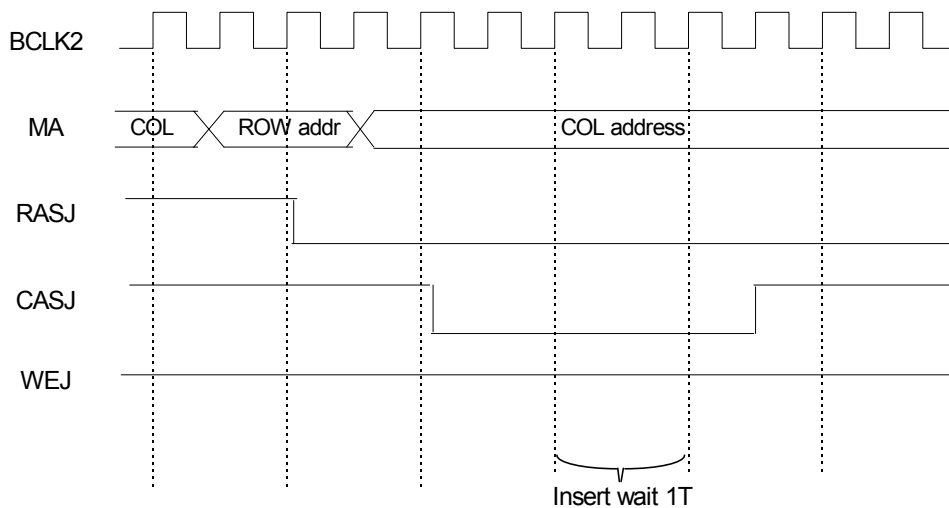 BCLK2
MA COL ROW addr COL address
RASJ
CASJ
WEJ
Insert wait 1T